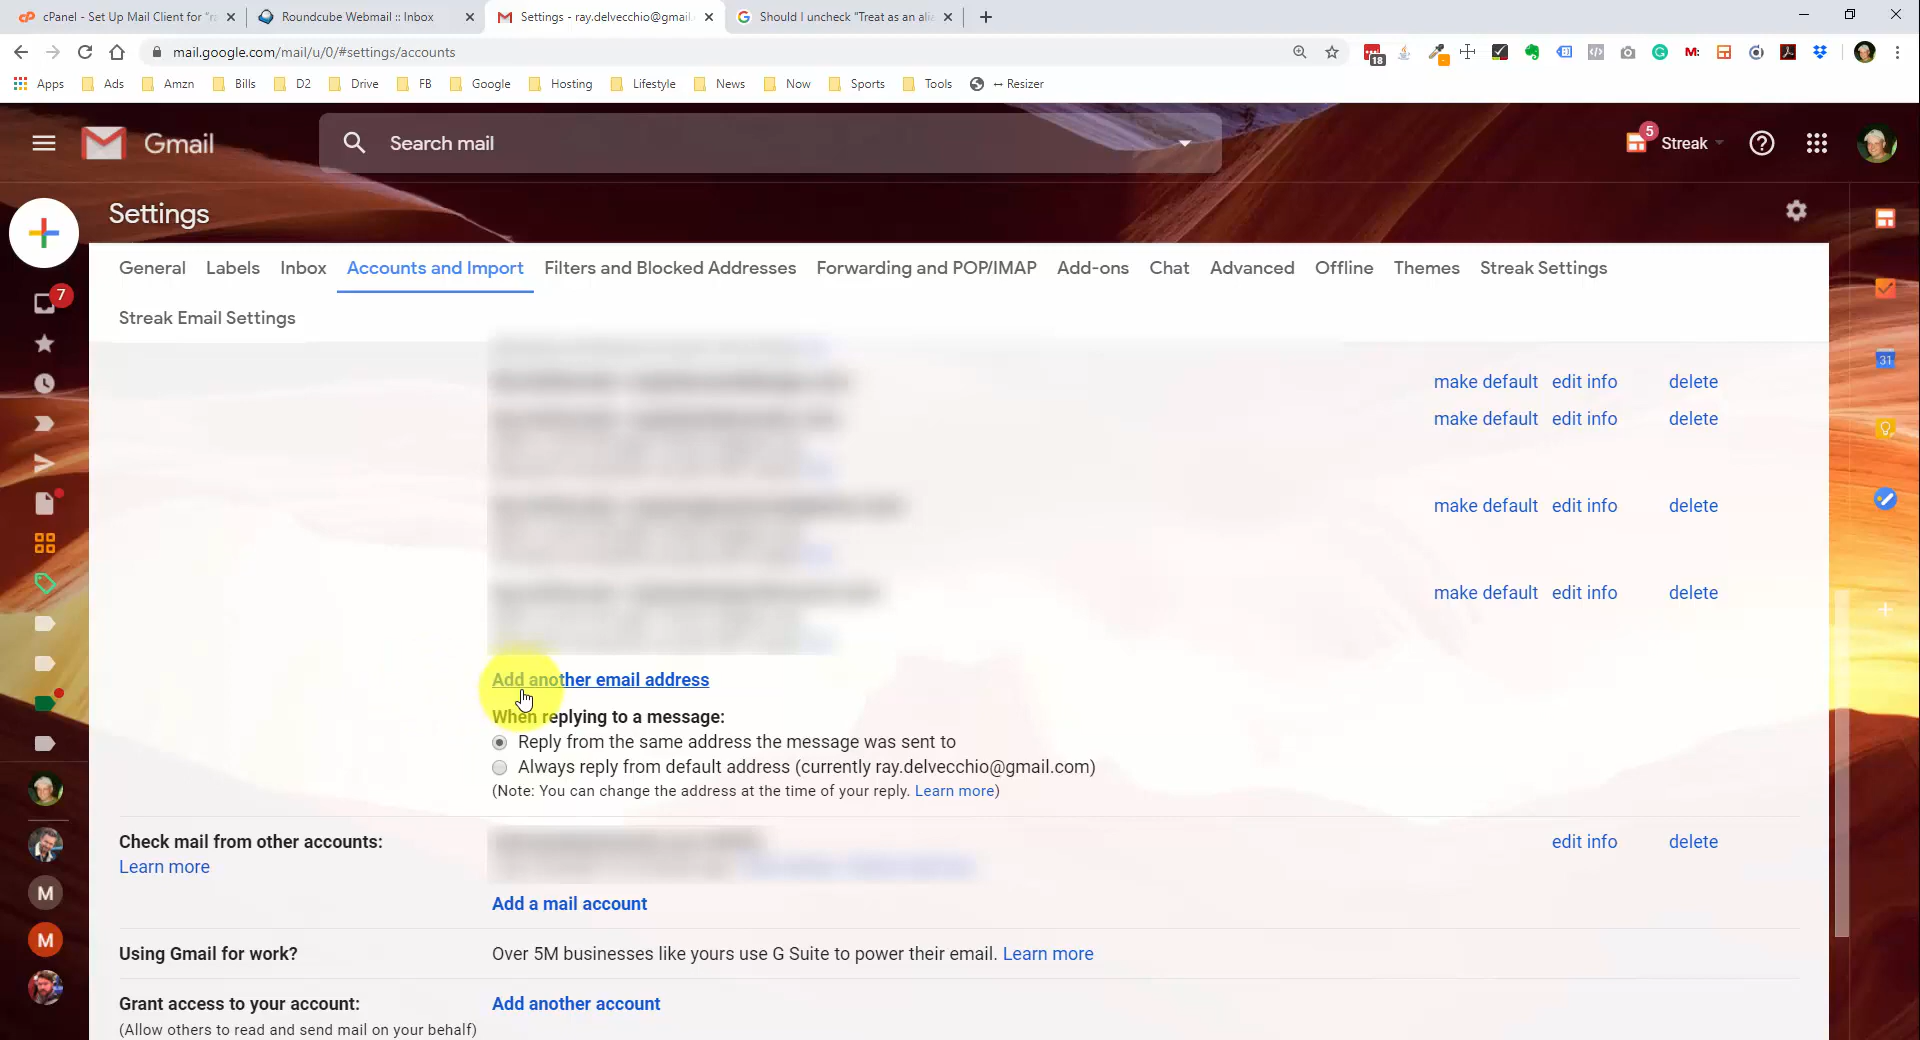 cPanel - Set Up Mail Client for "r
Roundcube Webmail :: Inbox
Settings - ray.delvecchio@gmail.
Should I uncheck "Treat as an alia
mail.google.com/mail/u/0/#settings/accounts
18
Apps Ads Amzn Bills D2 Drive FB Google Hosting Lifestyle News Now Sports Tools ↔ Resizer
Gmail
Search mail
5
Streak
Settings
General Labels Inbox Accounts and Import Filters and Blocked Addresses Forwarding and POP/IMAP Add-ons Chat Advanced Offline Themes Streak Settings
7
Streak Email Settings
31
make default edit info delete
make default edit info delete
make default edit info delete
make default edit info delete
Add another email address
When replying to a message:
Reply from the same address the message was sent to
Always reply from default address (currently ray.delvecchio@gmail.com)
(Note: You can change the address at the time of your reply. Learn more)
Check mail from other accounts:
edit info delete
Learn more
M
Add a mail account
M
Using Gmail for work?
Over 5M businesses like yours use G Suite to power their email. Learn more
Grant access to your account:
Add another account
(Allow others to read and send mail on your behalf)